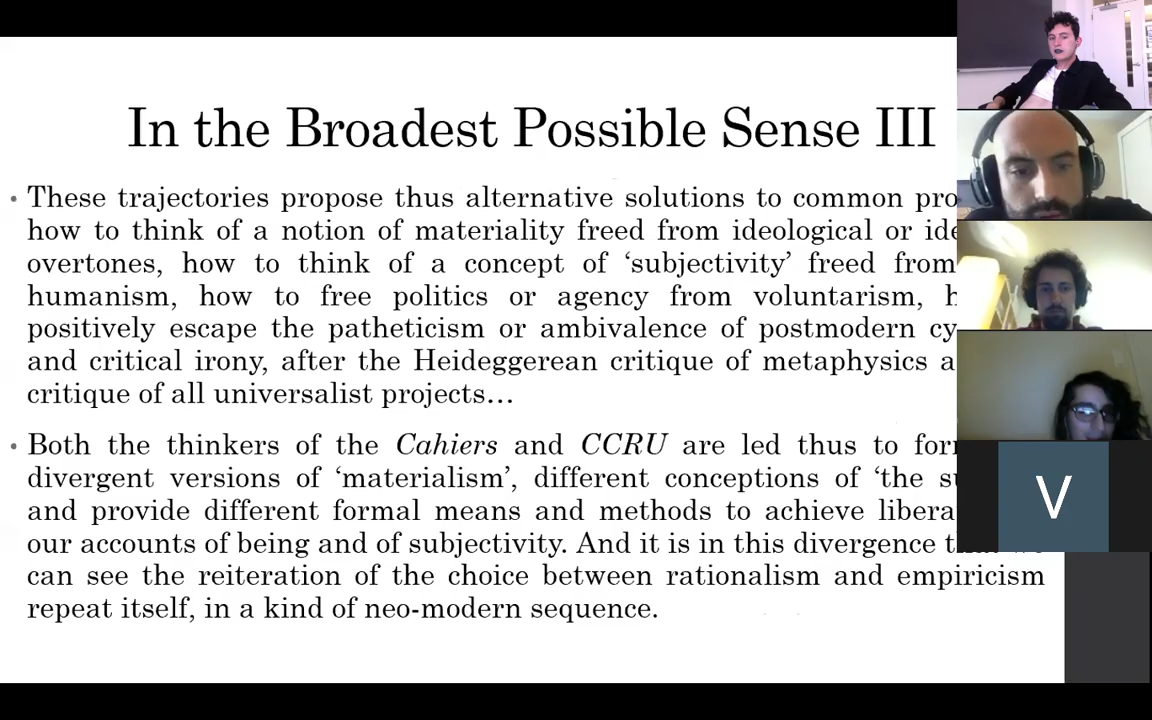 In the Broadest Possible Sense III
• These trajectories propose thus alternative solutions to common
how to think of a notion of materiality freed from ideological or
overtones, how to think of a concept of ‘subjectivity’ freed from
humanism, how to free politics or agency from voluntarism,
positively escape the patheticism or ambivalence of postmodern
and critical irony, after the Heideggerean critique of metaphysics
critique of all universalist projects…
• Both the thinkers of the Cahiers and CCRU are led thus to
divergent versions of ‘materialism’, different conceptions of ‘the
and provide different formal means and methods to achieve
our accounts of being and of subjectivity. And it is in this divergence
can see the reiteration of the choice between rationalism and empiricism
repeat itself, in a kind of neo-modern sequence.
V